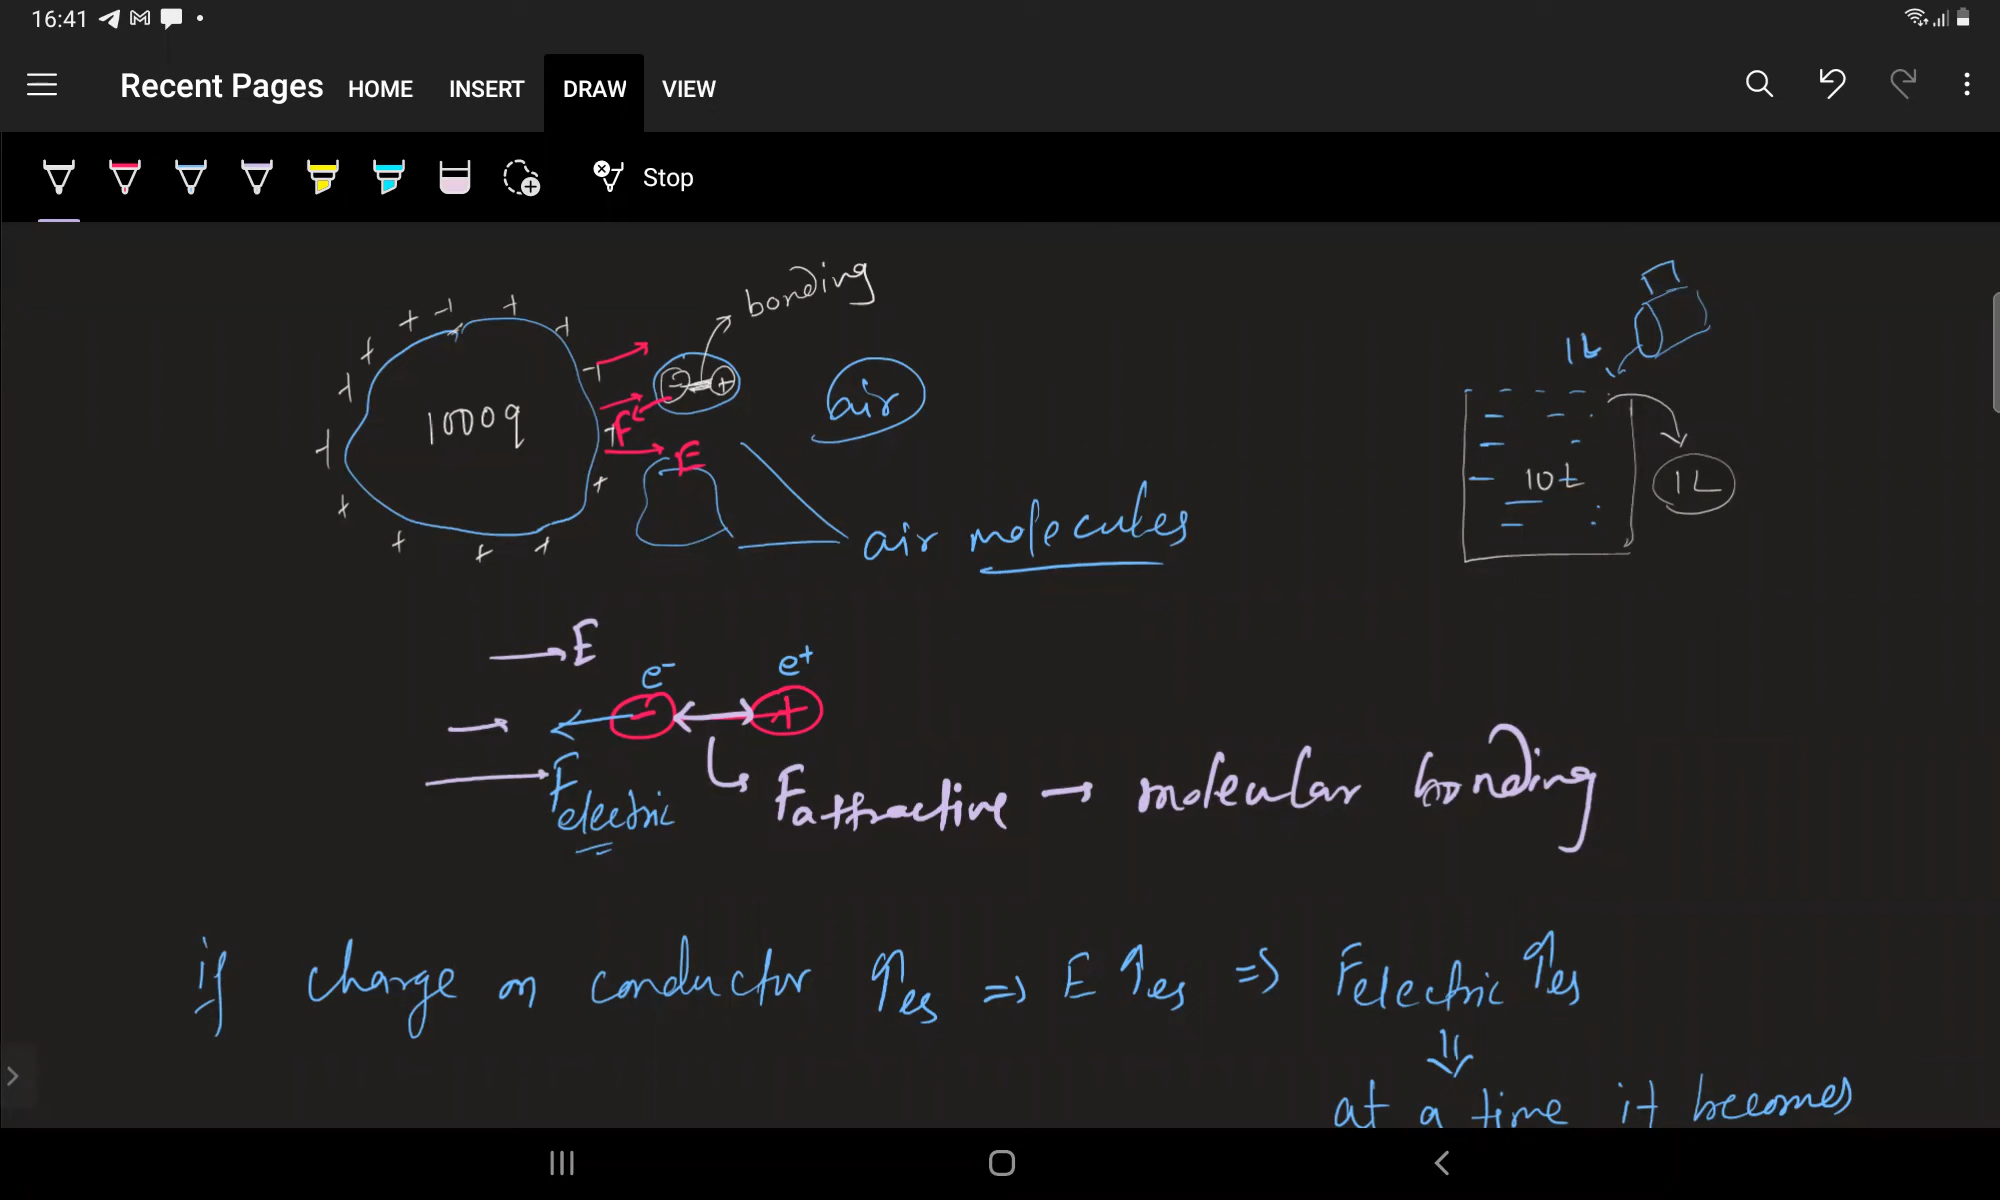 16:41
Recent Pages HOME INSERT DRAW VIEW
Stop
bonding
1L
1000q
- +
air
F
E
10L
1L
air molecules
E
e- e+
- +
Felectric
Fattractive → molecular bonding
if charge on conductor ↑es => E ↑es => Felectric ↑es
at a time it becomes